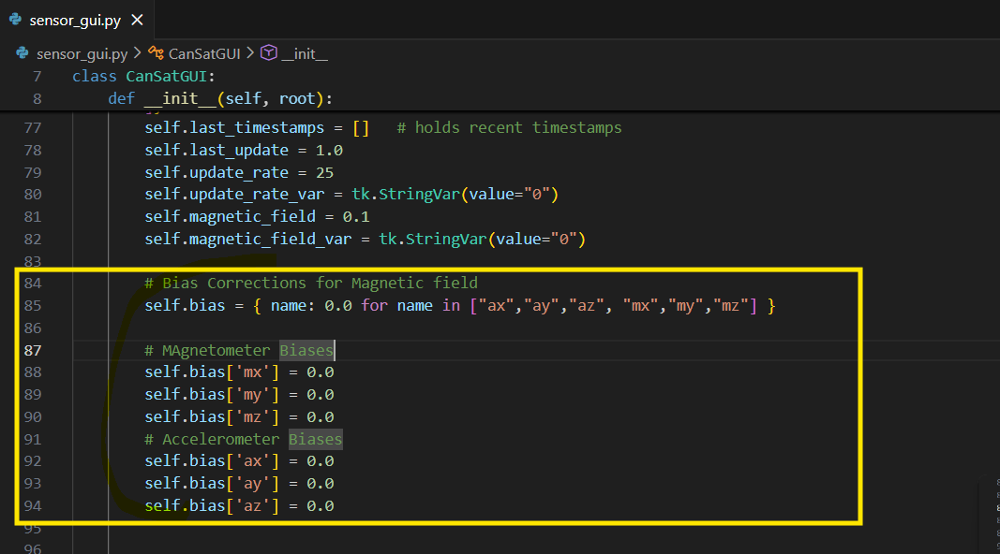 sensor_gui.py
sensor_gui.py > CanSatGUI > __init__
7 class CanSatGUI:
8 def __init__(self, root):
77 self.last_timestamps = [] # holds recent timestamps
78 self.last_update = 1.0
79 self.update_rate = 25
80 self.update_rate_var = tk.StringVar(value="0")
81 self.magnetic_field = 0.1
82 self.magnetic_field_var = tk.StringVar(value="0")
83
84 # Bias Corrections for Magnetic field
85 self.bias = { name: 0.0 for name in ["ax","ay","az", "mx","my","mz"] }
86
87 # MAgnetometer Biases
88 self.bias['mx'] = 0.0
89 self.bias['my'] = 0.0
90 self.bias['mz'] = 0.0
91 # Accelerometer Biases
92 self.bias['ax'] = 0.0
93 self.bias['ay'] = 0.0
94 self.bias['az'] = 0.0
95
96